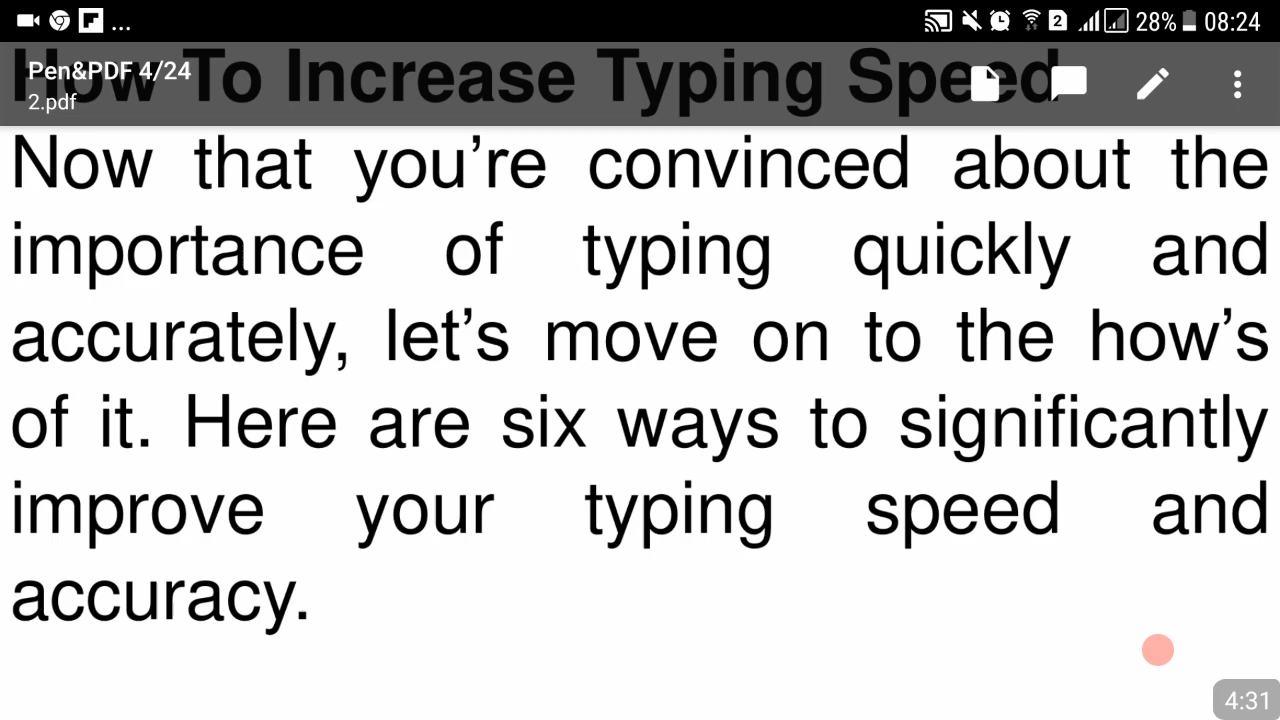 ... 2 28% 08:24
How To Increase Typing Speed
Pen&PDF 4/24
2.pdf
Now that you’re convinced about the
importance of typing quickly and
accurately, let’s move on to the how’s
of it. Here are six ways to significantly
improve your typing speed and
accuracy.
4:31